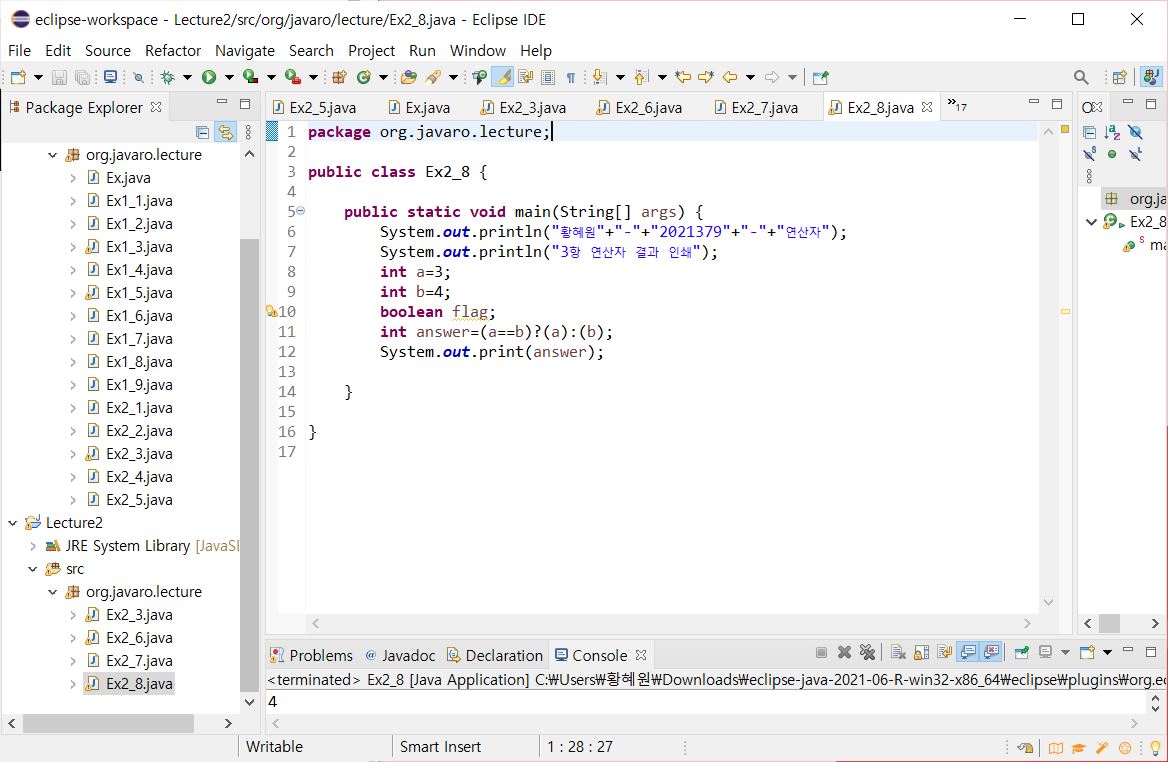 eclipse-workspace - Lecture2/src/org/javaro/lecture/Ex2_8.java - Eclipse IDE
File Edit Source Refactor Navigate Search Project Run Window Help
Package Explorer
org.javaro.lecture
Ex.java
Ex1_1.java
Ex1_2.java
Ex1_3.java
Ex1_4.java
Ex1_5.java
Ex1_6.java
Ex1_7.java
Ex1_8.java
Ex1_9.java
Ex2_1.java
Ex2_2.java
Ex2_3.java
Ex2_4.java
Ex2_5.java
Lecture2
JRE System Library [JavaSE
src
org.javaro.lecture
Ex2_3.java
Ex2_6.java
Ex2_7.java
Ex2_8.java
Ex2_5.java Ex.java Ex2_3.java Ex2_6.java Ex2_7.java Ex2_8.java »17
1 package org.javaro.lecture;
2
3 public class Ex2_8 {
4
5 public static void main(String[] args) {
6 System.out.println("황혜원"+"-"+"2021379"+"-"+"연산자");
7 System.out.println("3항 연산자 결과 인쇄");
8 int a=3;
9 int b=4;
10 boolean flag;
11 int answer=(a==b)?(a):(b);
12 System.out.print(answer);
13
14 }
15
16 }
17
org.ja
Ex2_8
ma
Problems @ Javadoc Declaration Console
<terminated> Ex2_8 [Java Application] C:₩Users₩황혜원₩Downloads₩eclipse-java-2021-06-R-win32-x86_64₩eclipse₩plugins₩org.ec
4
Writable Smart Insert 1 : 28 : 27